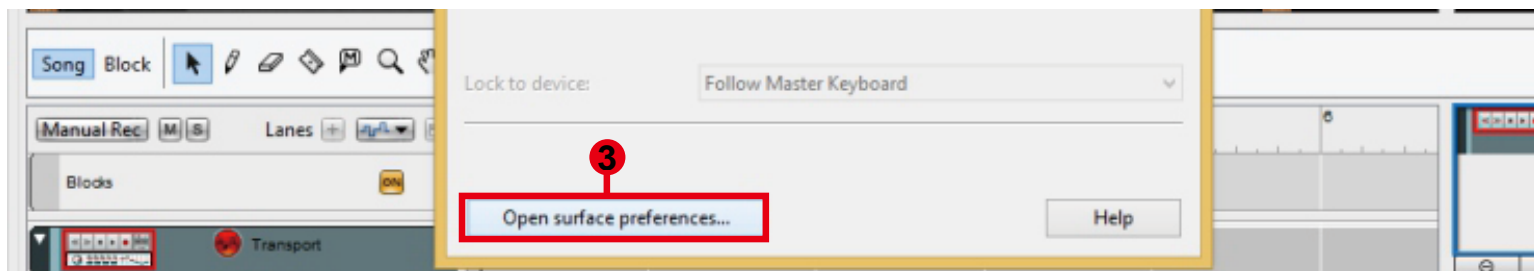 Song Block
M
Lock to device: Follow Master Keyboard
Manual Rec M S Lanes +
6
3
Blocks ON
Open surface preferences... Help
Transport